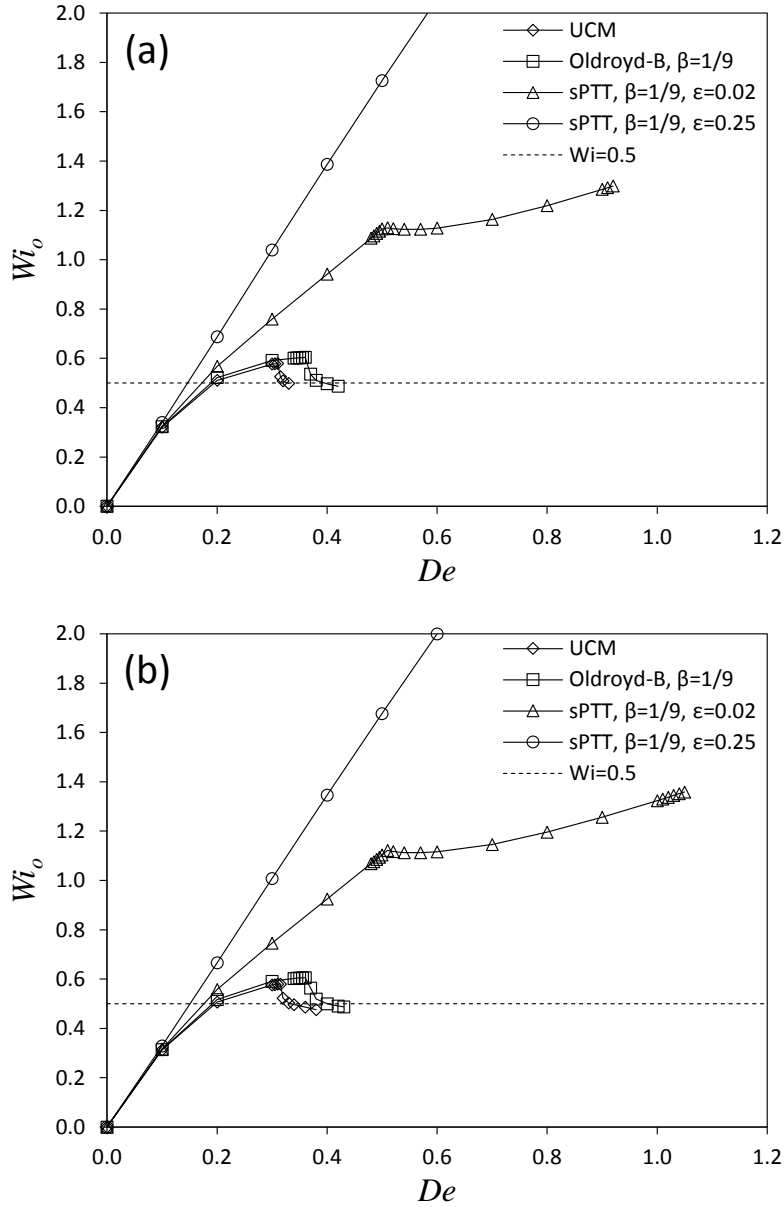 (a)
UCM
Oldroyd-B, β=1/9
sPTT, β=1/9, ε=0.02
sPTT, β=1/9, ε=0.25
Wi=0.5
2.0
1.8
1.6
1.4
1.2
1.0
0.8
0.6
0.4
0.2
0.0
Wio
0.0 0.2 0.4 0.6 0.8 1.0 1.2
De
(b)
UCM
Oldroyd-B, β=1/9
sPTT, β=1/9, ε=0.02
sPTT, β=1/9, ε=0.25
Wi=0.5
2.0
1.8
1.6
1.4
1.2
1.0
0.8
0.6
0.4
0.2
0.0
Wio
0.0 0.2 0.4 0.6 0.8 1.0 1.2
De